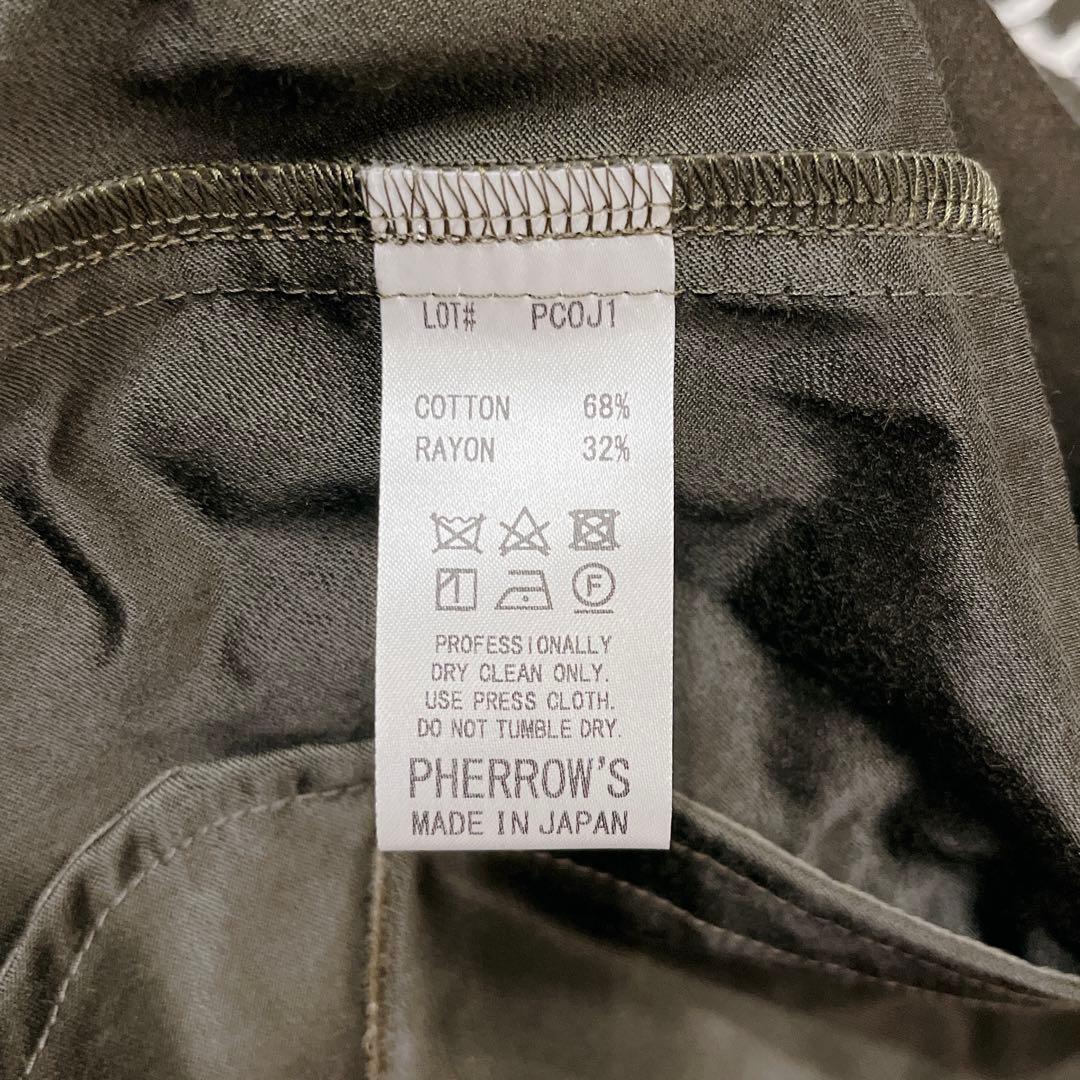 LOT# PCOJ1
COTTON 68%
RAYON 32%
F
PROFESSIONALLY
DRY CLEAN ONLY.
USE PRESS CLOTH.
DO NOT TUMBLE DRY.
PHERROW'S
MADE IN JAPAN